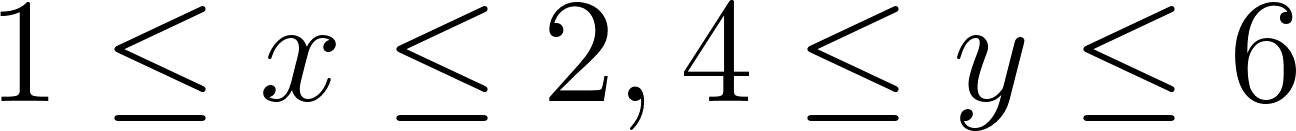 1 ≤ x ≤ 2, 4 ≤ y ≤ 6